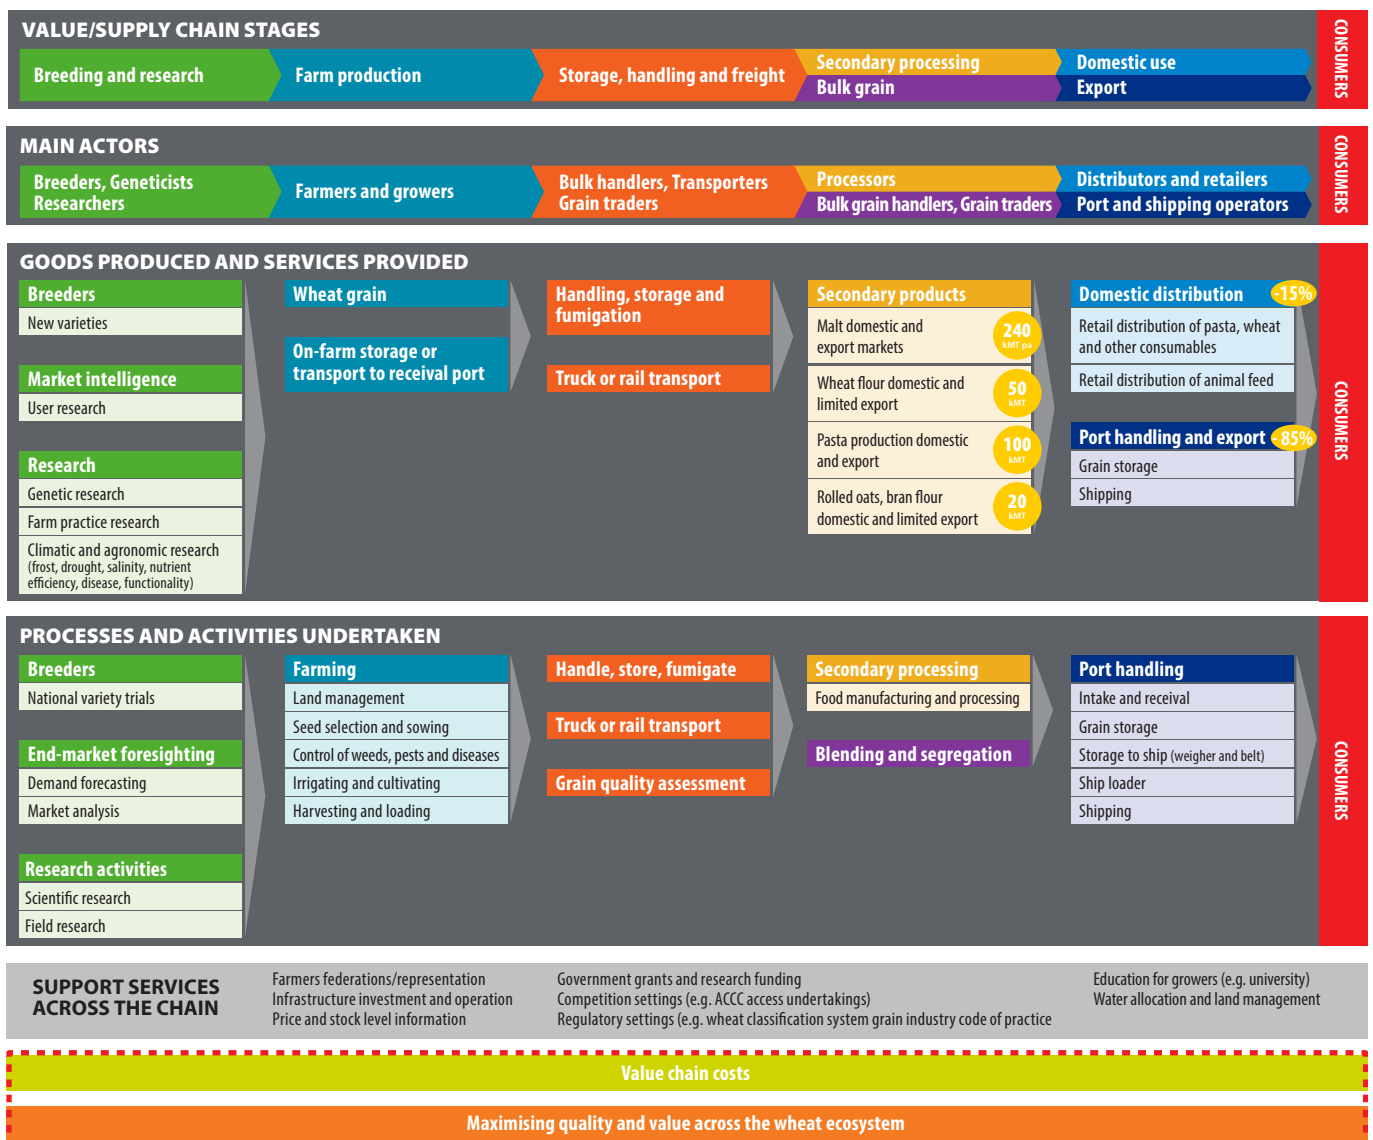 VALUE/SUPPLY CHAIN STAGES
Breeding and research
Farm production
Storage, handling and freight
Secondary processing
Bulk grain
Domestic use
Export
CONSUMERS
MAIN ACTORS
Breeders, Geneticists
Researchers
Farmers and growers
Bulk handlers, Transporters
Grain traders
Processors
Bulk grain handlers, Grain traders
Distributors and retailers
Port and shipping operators
CONSUMERS
GOODS PRODUCED AND SERVICES PROVIDED
Breeders
New varieties
Market intelligence
User research
Research
Genetic research
Farm practice research
Climatic and agronomic research
(frost, drought, salinity, nutrient
efficiency, disease, functionality)
Wheat grain
On-farm storage or
transport to receival port
Handling, storage and
fumigation
Truck or rail transport
Secondary products
Malt domestic and
export markets
240
kMT pa
Wheat flour domestic and
limited export
50
kMT
Pasta production domestic
and export
100
kMT
Rolled oats, bran flour
domestic and limited export
20
kMT
Domestic distribution
-15%
Retail distribution of pasta, wheat
and other consumables
Retail distribution of animal feed
Port handling and export
- 85%
Grain storage
Shipping
CONSUMERS
PROCESSES AND ACTIVITIES UNDERTAKEN
Breeders
National variety trials
End-market foresighting
Demand forecasting
Market analysis
Research activities
Scientific research
Field research
Farming
Land management
Seed selection and sowing
Control of weeds, pests and diseases
Irrigating and cultivating
Harvesting and loading
Handle, store, fumigate
Truck or rail transport
Grain quality assessment
Secondary processing
Food manufacturing and processing
Blending and segregation
Port handling
Intake and receival
Grain storage
Storage to ship (weigher and belt)
Ship loader
Shipping
CONSUMERS
SUPPORT SERVICES
ACROSS THE CHAIN
Farmers federations/representation
Infrastructure investment and operation
Price and stock level information
Government grants and research funding
Competition settings (e.g. ACCC access undertakings)
Regulatory settings (e.g. wheat classification system grain industry code of practice
Education for growers (e.g. university)
Water allocation and land management
Value chain costs
Maximising quality and value across the wheat ecosystem